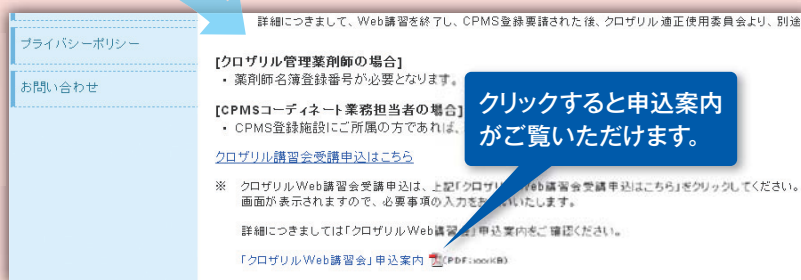 詳細につきまして、Web講習を終了し、CPMS登録要請された後、クロザリル適正使用委員会より、別途
プライバシーポリシー
お問い合わせ
[クロザリル管理薬剤師の場合]
・ 薬剤師名簿登録番号が必要となります。
[CPMSコーディネート業務担当者の場合]
・ CPMS登録施設にご所属の方であれば、
クリックすると申込案内
がご覧いただけます。
クロザリル講習会受講申込はこちら
※ クロザリルWeb講習会受講申込は、上記「クロザリ Web講習会受講申込はこちら」をクリックしてください。
画面が表示されますので、必要事項の入力をお いいたします。
詳細につきましては「クロザリルWeb講習会」申込案内をご確認ください。
「クロザリルWeb講習会」申込案内 (PDF:xxxKB)